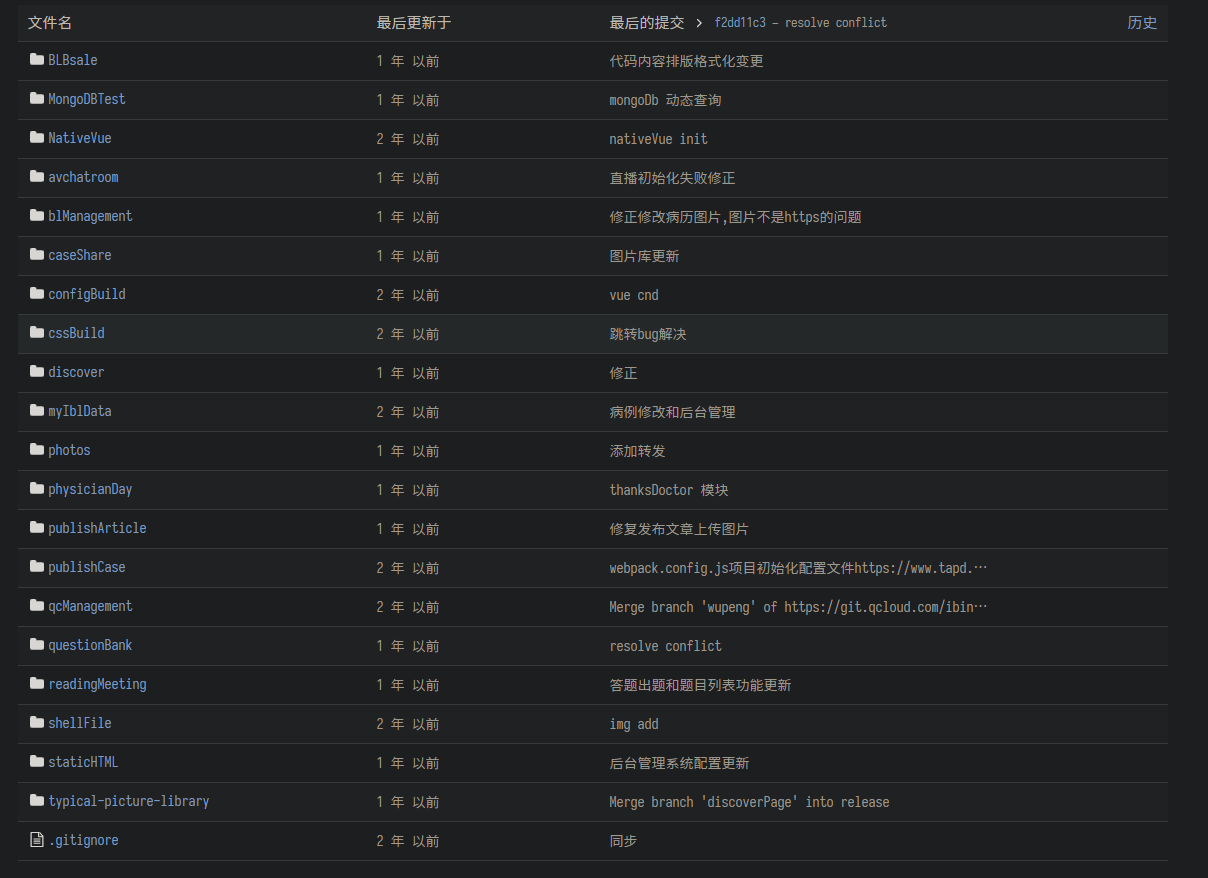 文件名 最后更新于 最后的提交 > f2dd11c3 – resolve conflict 历史
BLBsale 1 年 以前 代码内容排版格式化变更
MongoDBTest 1 年 以前 mongoDb 动态查询
NativeVue 2 年 以前 nativeVue init
avchatroom 1 年 以前 直播初始化失败修正
blManagement 1 年 以前 修正修改病历图片,图片不是https的问题
caseShare 1 年 以前 图片库更新
configBuild 2 年 以前 vue cnd
cssBuild 2 年 以前 跳转bug解决
discover 1 年 以前 修正
myIblData 2 年 以前 病例修改和后台管理
photos 1 年 以前 添加转发
physicianDay 1 年 以前 thanksDoctor 模块
publishArticle 1 年 以前 修复发布文章上传图片
publishCase 2 年 以前 webpack.config.js项目初始化配置文件https://www.tapd.…
qcManagement 2 年 以前 Merge branch 'wupeng' of https://git.qcloud.com/ibin…
questionBank 1 年 以前 resolve conflict
readingMeeting 1 年 以前 答题出题和题目列表功能更新
shellFile 2 年 以前 img add
staticHTML 1 年 以前 后台管理系统配置更新
typical-picture-library 1 年 以前 Merge branch 'discoverPage' into release
.gitignore 2 年 以前 同步